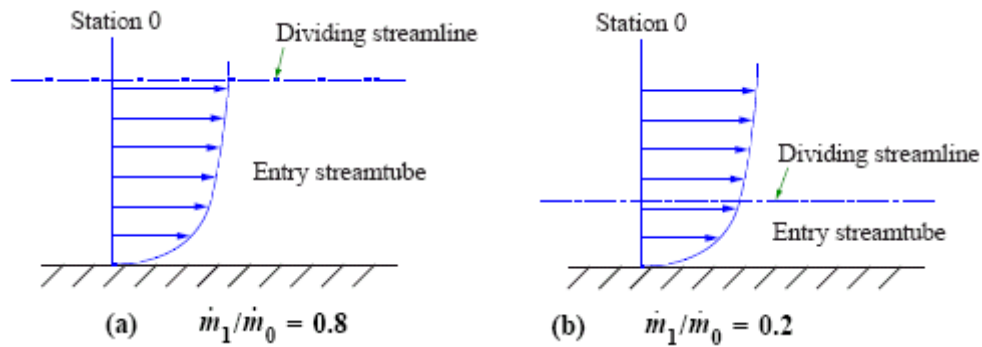 Station 0
Dividing streamline
Entry streamtube
(a) ṁ₁/ṁ₀ = 0.8
Station 0
Dividing streamline
Entry streamtube
(b) ṁ₁/ṁ₀ = 0.2